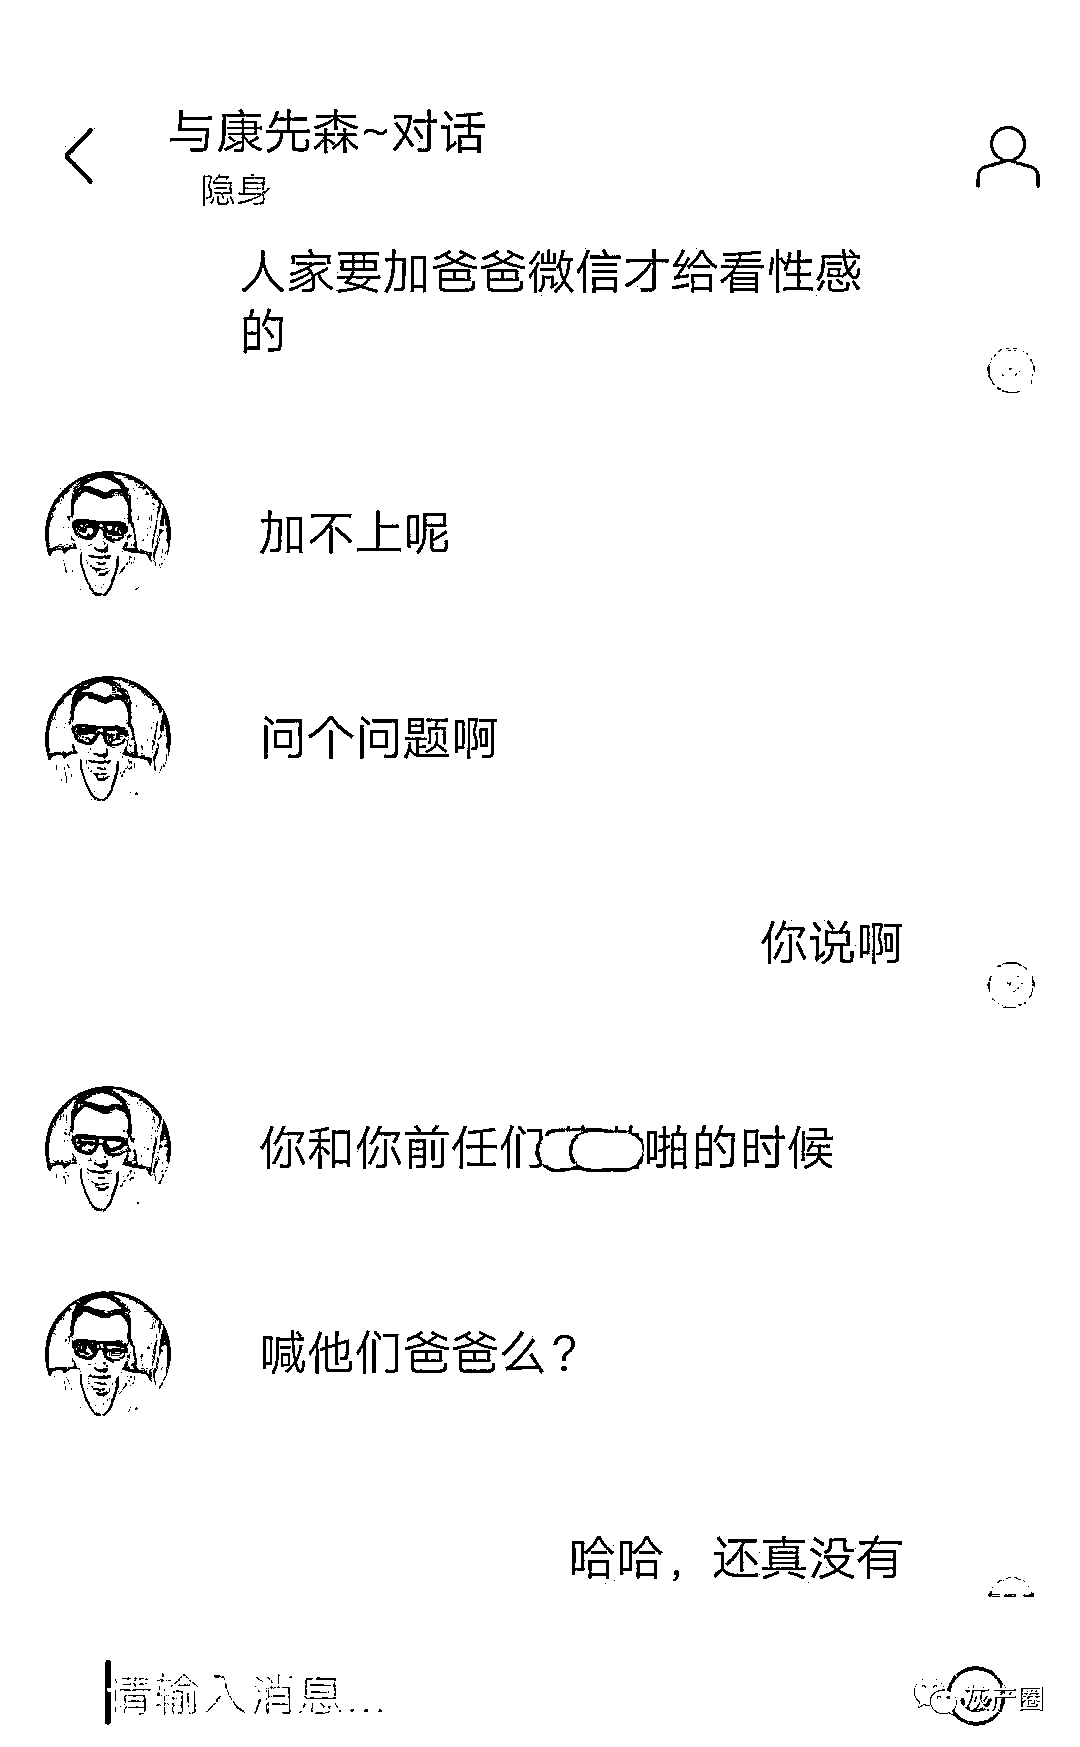 与康先森~对话
隐身
人家要加爸爸微信才给看性感
的
加不上呢
问个问题啊
你说啊
你和你前任们啪的时候
喊他们爸爸么？
哈哈，还真没有
请输入消息...
灰产圈